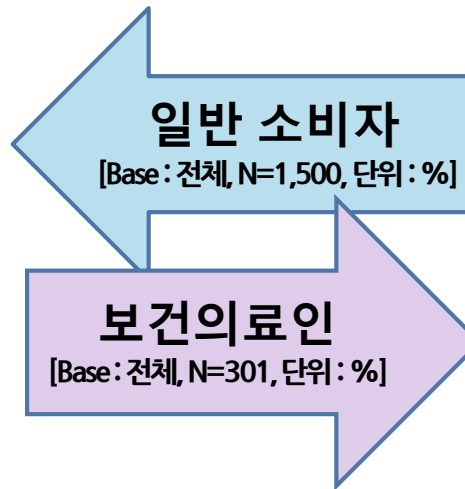 일반 소비자
[Base : 전체, N=1,500, 단위 : %]
보건의료인
[Base : 전체, N=301, 단위 : %]